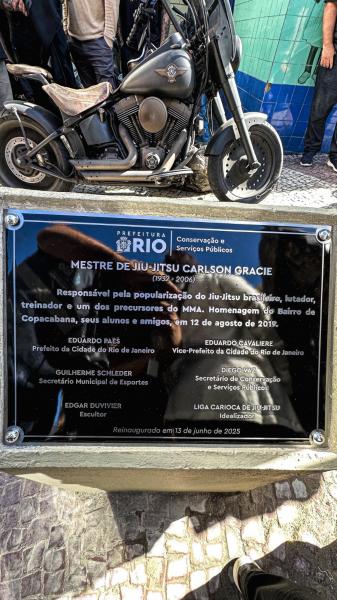 PREFEITURA
RIO
Conservação e
Serviços Públicos
MESTRE DE JIU-JITSU CARLSON GRACIE
(1932 - 2006)
Responsável pela popularização do Jiu-Jitsu brasileiro, lutador,
treinador e um dos precursores do MMA. Homenagem do Bairro de
Copacabana, seus alunos e amigos, em 12 de agosto de 2019.
EDUARDO PAES
Prefeito da Cidade do Rio de Janeiro
EDUARDO CAVALIERE
Vice-Prefeito da Cidade do Rio de Janeiro
GUILHERME SCHLEDER
Secretário Municipal de Esportes
DIEGO VAZ
Secretário de Conservação
e Serviços Públicos
EDGAR DUVIVIER
Escultor
LIGA CARIOCA DE JIU-JITSU
Idealizador
Reinaugurado em 13 de junho de 2025